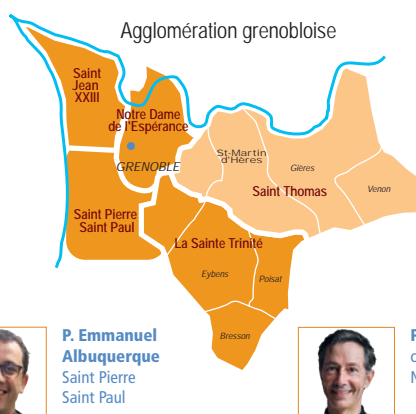 Agglomération grenobloise
Saint
Jean
XXIII
Notre Dame
de l'Espérance
GRENOBLE
St-Martin
d'Hères
Gières
Saint Thomas
Venon
Saint Pierre
Saint Paul
La Sainte Trinité
Eybens
Poisat
Bresson
P. Emmanuel
Albuquerque
Saint Pierre
Saint Paul